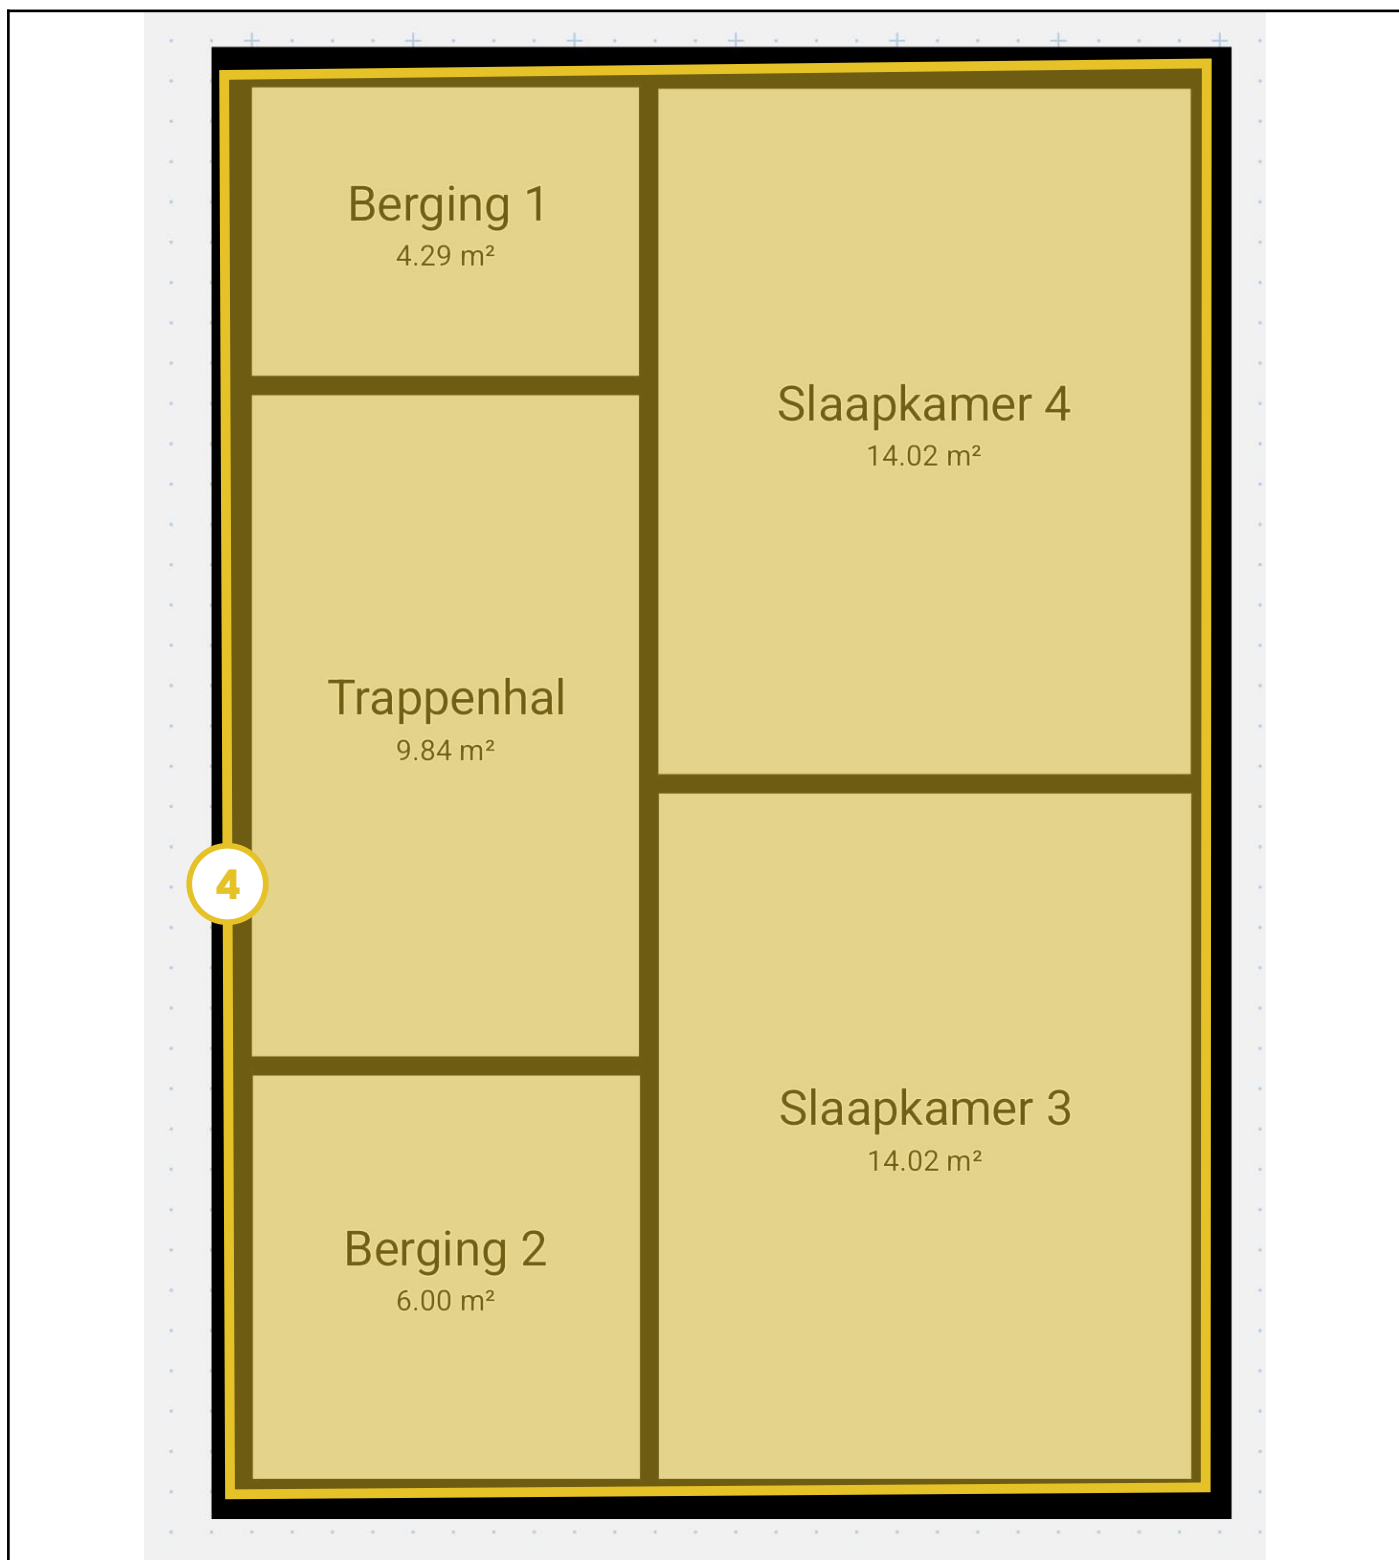 Berging 1
4.29 m²
Slaapkamer 4
14.02 m²
Trappenhal
9.84 m²
4
Slaapkamer 3
14.02 m²
Berging 2
6.00 m²